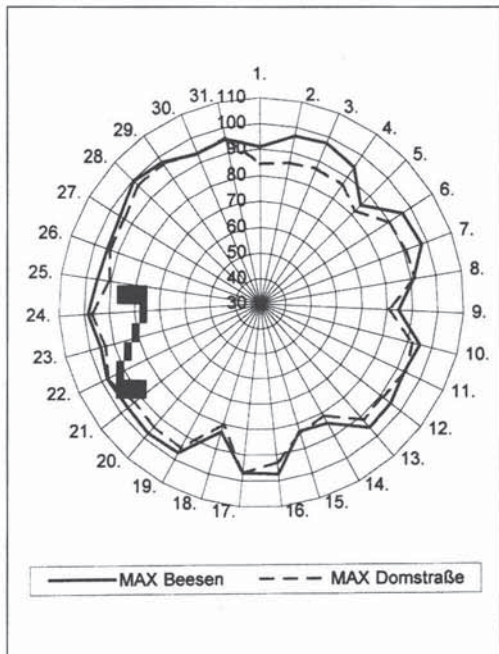 1.
31. 110 2.
30. 100 3.
29. 90 4.
28. 80 5.
27. 70 6.
26. 60 7.
25. 50 8.
24. 40 9.
23. 30 10.
22. 11.
21. 12.
20. 13.
19. 14.
18. 15.
17. 16.
MAX Beesen MAX Domstraße